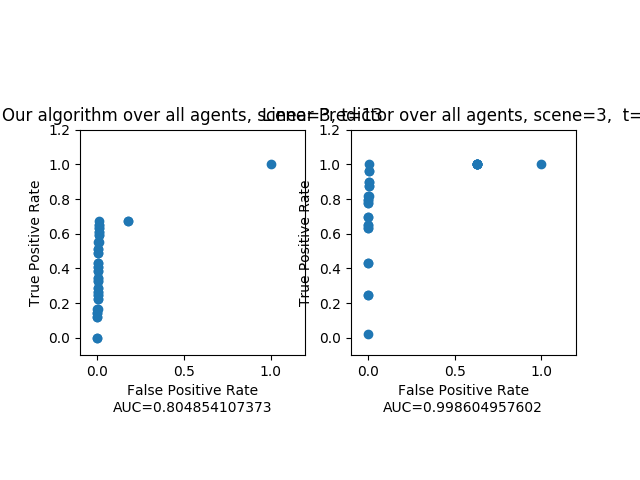 Our algorithm over all agents, scene=3, t=13
Linear Predictor over all agents, scene=3,  t=
1.2
1.0
0.8
0.6
0.4
0.2
0.0
True Positive Rate
0.0 0.5 1.0
False Positive Rate
AUC=0.804854107373
1.2
1.0
0.8
0.6
0.4
0.2
0.0
True Positive Rate
0.0 0.5 1.0
False Positive Rate
AUC=0.998604957602